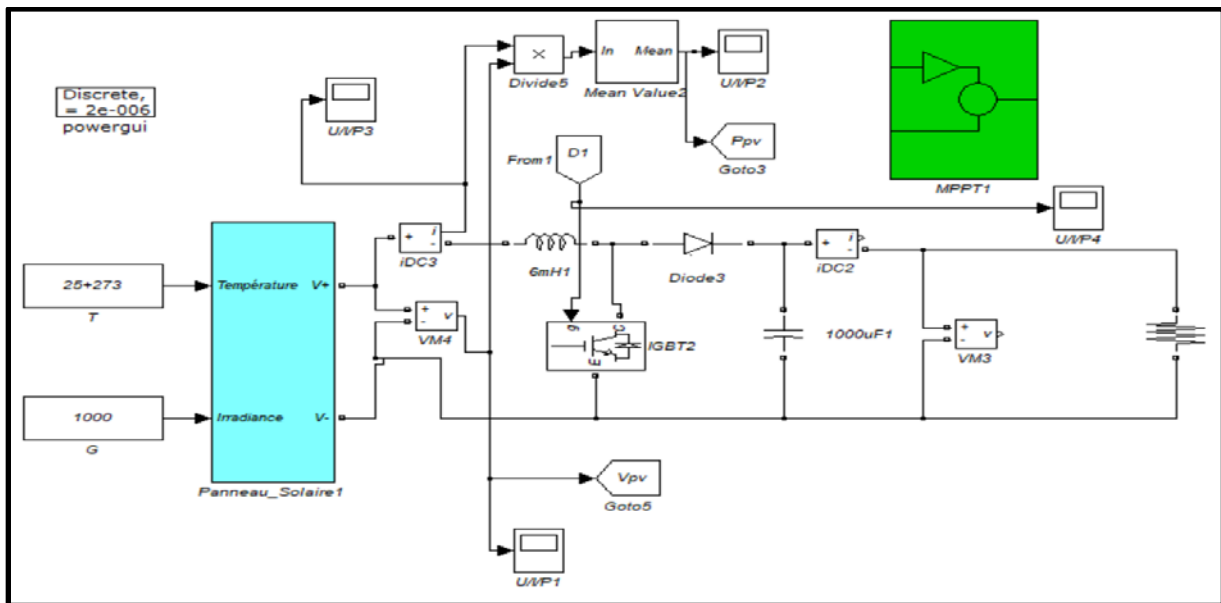 Discrete,
= 2e-006
powergui
U/I/P3
×
Divide5
In Mean
Mean Value2
U/I/P2
Ppv
Goto3
MPPT1
From1
D1
U/I/P4
+ i -
iDC3
6mH1
Diode3
+ i -
iDC2
25+273
T
Température V+
+ - v
VM4
g C
E
IGBT2
1000uF1
+ - v
VM3
1000
G
Irradiance V-
Panneau_Solaire1
Vpv
Goto5
U/I/P1